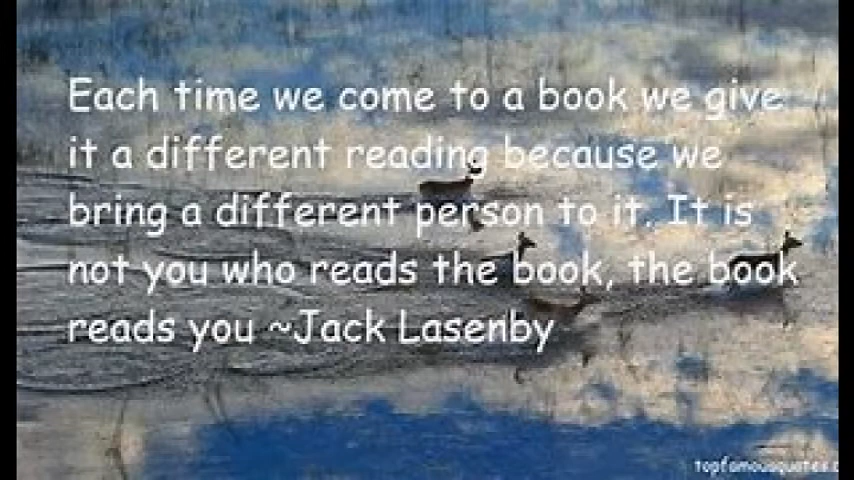 Each time we come to a book we give
it a different reading because we
bring a different person to it. It is
not you who reads the book, the book
reads you ~Jack Lasenby
topfamousquotes.c